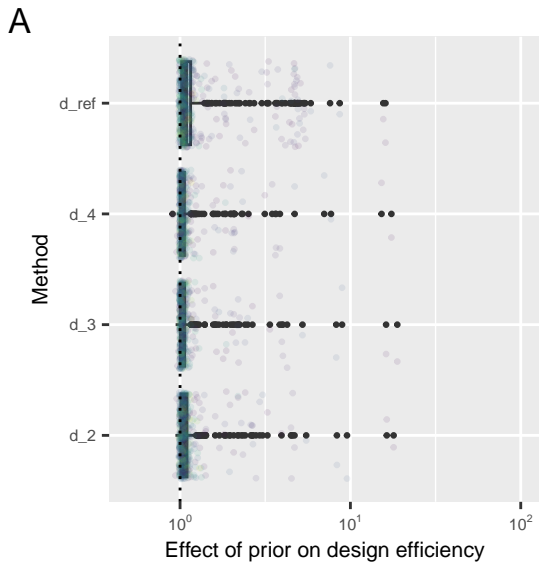 A
d_ref
d_4
d_3
d_2
Method
10⁰
10¹
10²
Effect of prior on design efficiency